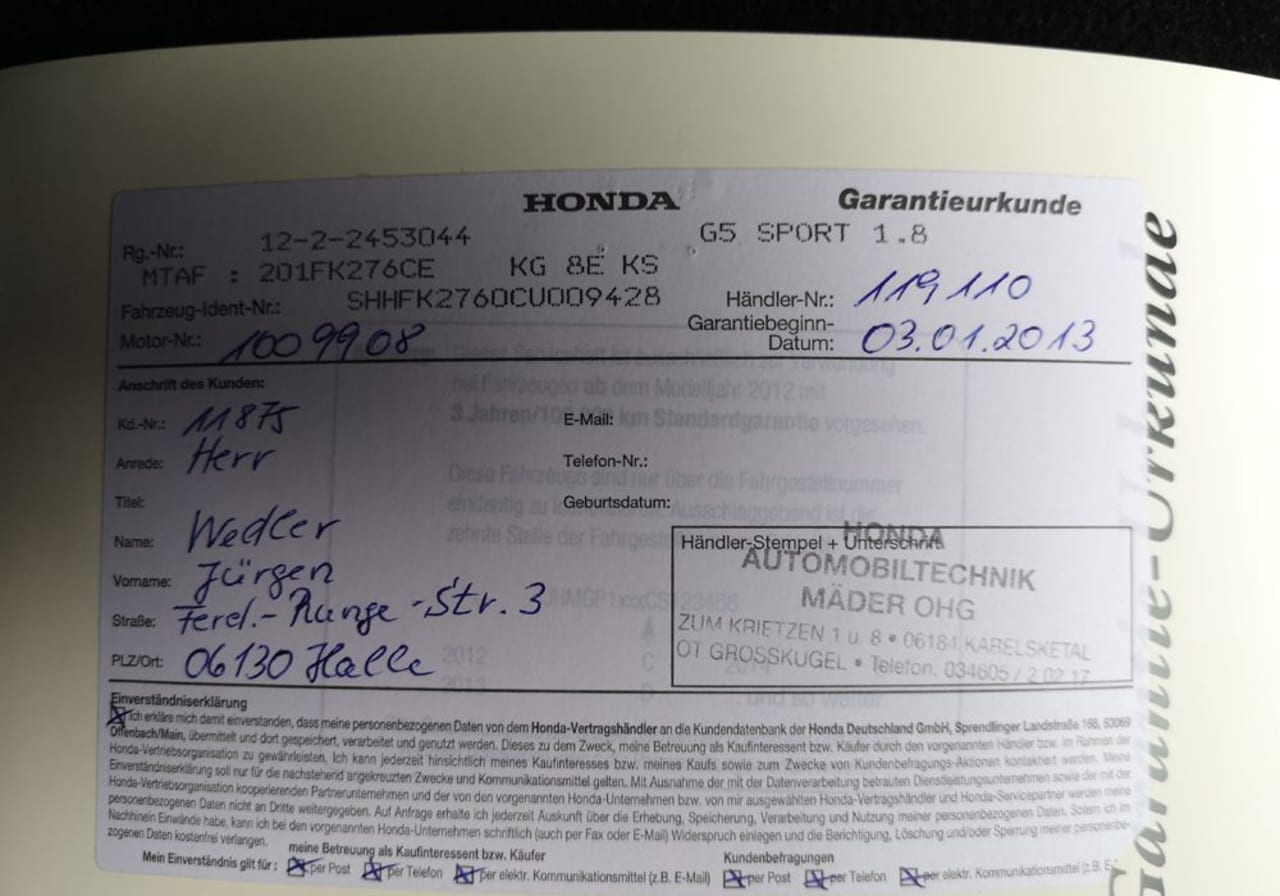 HONDA Garantieurkunde
Rg.-Nr.: 12-2-2453044 G5 SPORT 1.8
MTAF : 201FK276CE KG 8E KS
Fahrzeug-Ident-Nr.: SHHFK2760CU009428 Händler-Nr.: 119110
Motor-Nr.: 1009908 Garantiebeginn-
Datum: 03.01.2013
Anschrift des Kunden:
Kd.-Nr.: 11875 E-Mail:
Anrede: Herr Telefon-Nr.:
Titel: Geburtsdatum:
Name: Wedler
Vorname: Jürgen
Straße: Ferd.-Runge-Str. 3
PLZ/Ort: 06130 Halle
Händler-Stempel + Unterschrift
HONDA
AUTOMOBILTECHNIK
MÄDER OHG
ZUM KRIETZEN 1 u. 8 • 06184 KABELSKETAL
OT GROSSKUGEL • Telefon. 034605 / 2 02 17
Einverständniserklärung
Ich erkläre mich damit einverstanden, dass meine personenbezogenen Daten von dem Honda-Vertragshändler an die Kundendatenbank der Honda Deutschland GmbH, Sprendlinger Landstraße 166, 63069
Offenbach/Main, übermittelt und dort gespeichert, verarbeitet und genutzt werden. Dieses zu dem Zweck, meine Betreuung als Kaufinteressent bzw. Käufer durch den vorgenannten Händler bzw. im Rahmen der
Honda-Vertriebsorganisation zu gewährleisten. Ich kann jederzeit hinsichtlich meines Kaufinteresses bzw. meines Kaufs sowie zum Zwecke von Kundenbefragungs-Aktionen kontaktiert werden. Meine
Einverständniserklärung soll nur für die nachstehend angekreuzten Zwecke und Kommunikationsmittel gelten. Mit Ausnahme der mit der Datenverarbeitung betrauten Dienstleistungsunternehmen sowie der mit der
Honda-Vertriebsorganisation kooperierenden Partnerunternehmen und der von den vorgenannten Honda-Unternehmen bzw. von mir ausgewählten Honda-Vertragshändler und Honda-Servicepartner werden meine
personenbezogenen Daten nicht an Dritte weitergegeben. Auf Anfrage erhalte ich jederzeit Auskunft über die Erhebung, Speicherung, Verarbeitung und Nutzung meiner personenbezogenen Daten. Sofern ich im
Nachhinein Einwände habe, kann ich bei den vorgenannten Honda-Unternehmen schriftlich (auch per Fax oder E-Mail) Widerspruch einlegen und die Berichtigung, Löschung und/oder Sperrung meiner personenbe-
zogenen Daten kostenfrei verlangen.
meine Betreuung als Kaufinteressent bzw. Käufer Kundenbefragungen
Mein Einverständnis gilt für : per Post per Telefon per elektr. Kommunikationsmittel (z.B. E-Mail) per Post per Telefon per elektr. Kommunikationsmittel (z.B. E-
Garantie-Urkunde